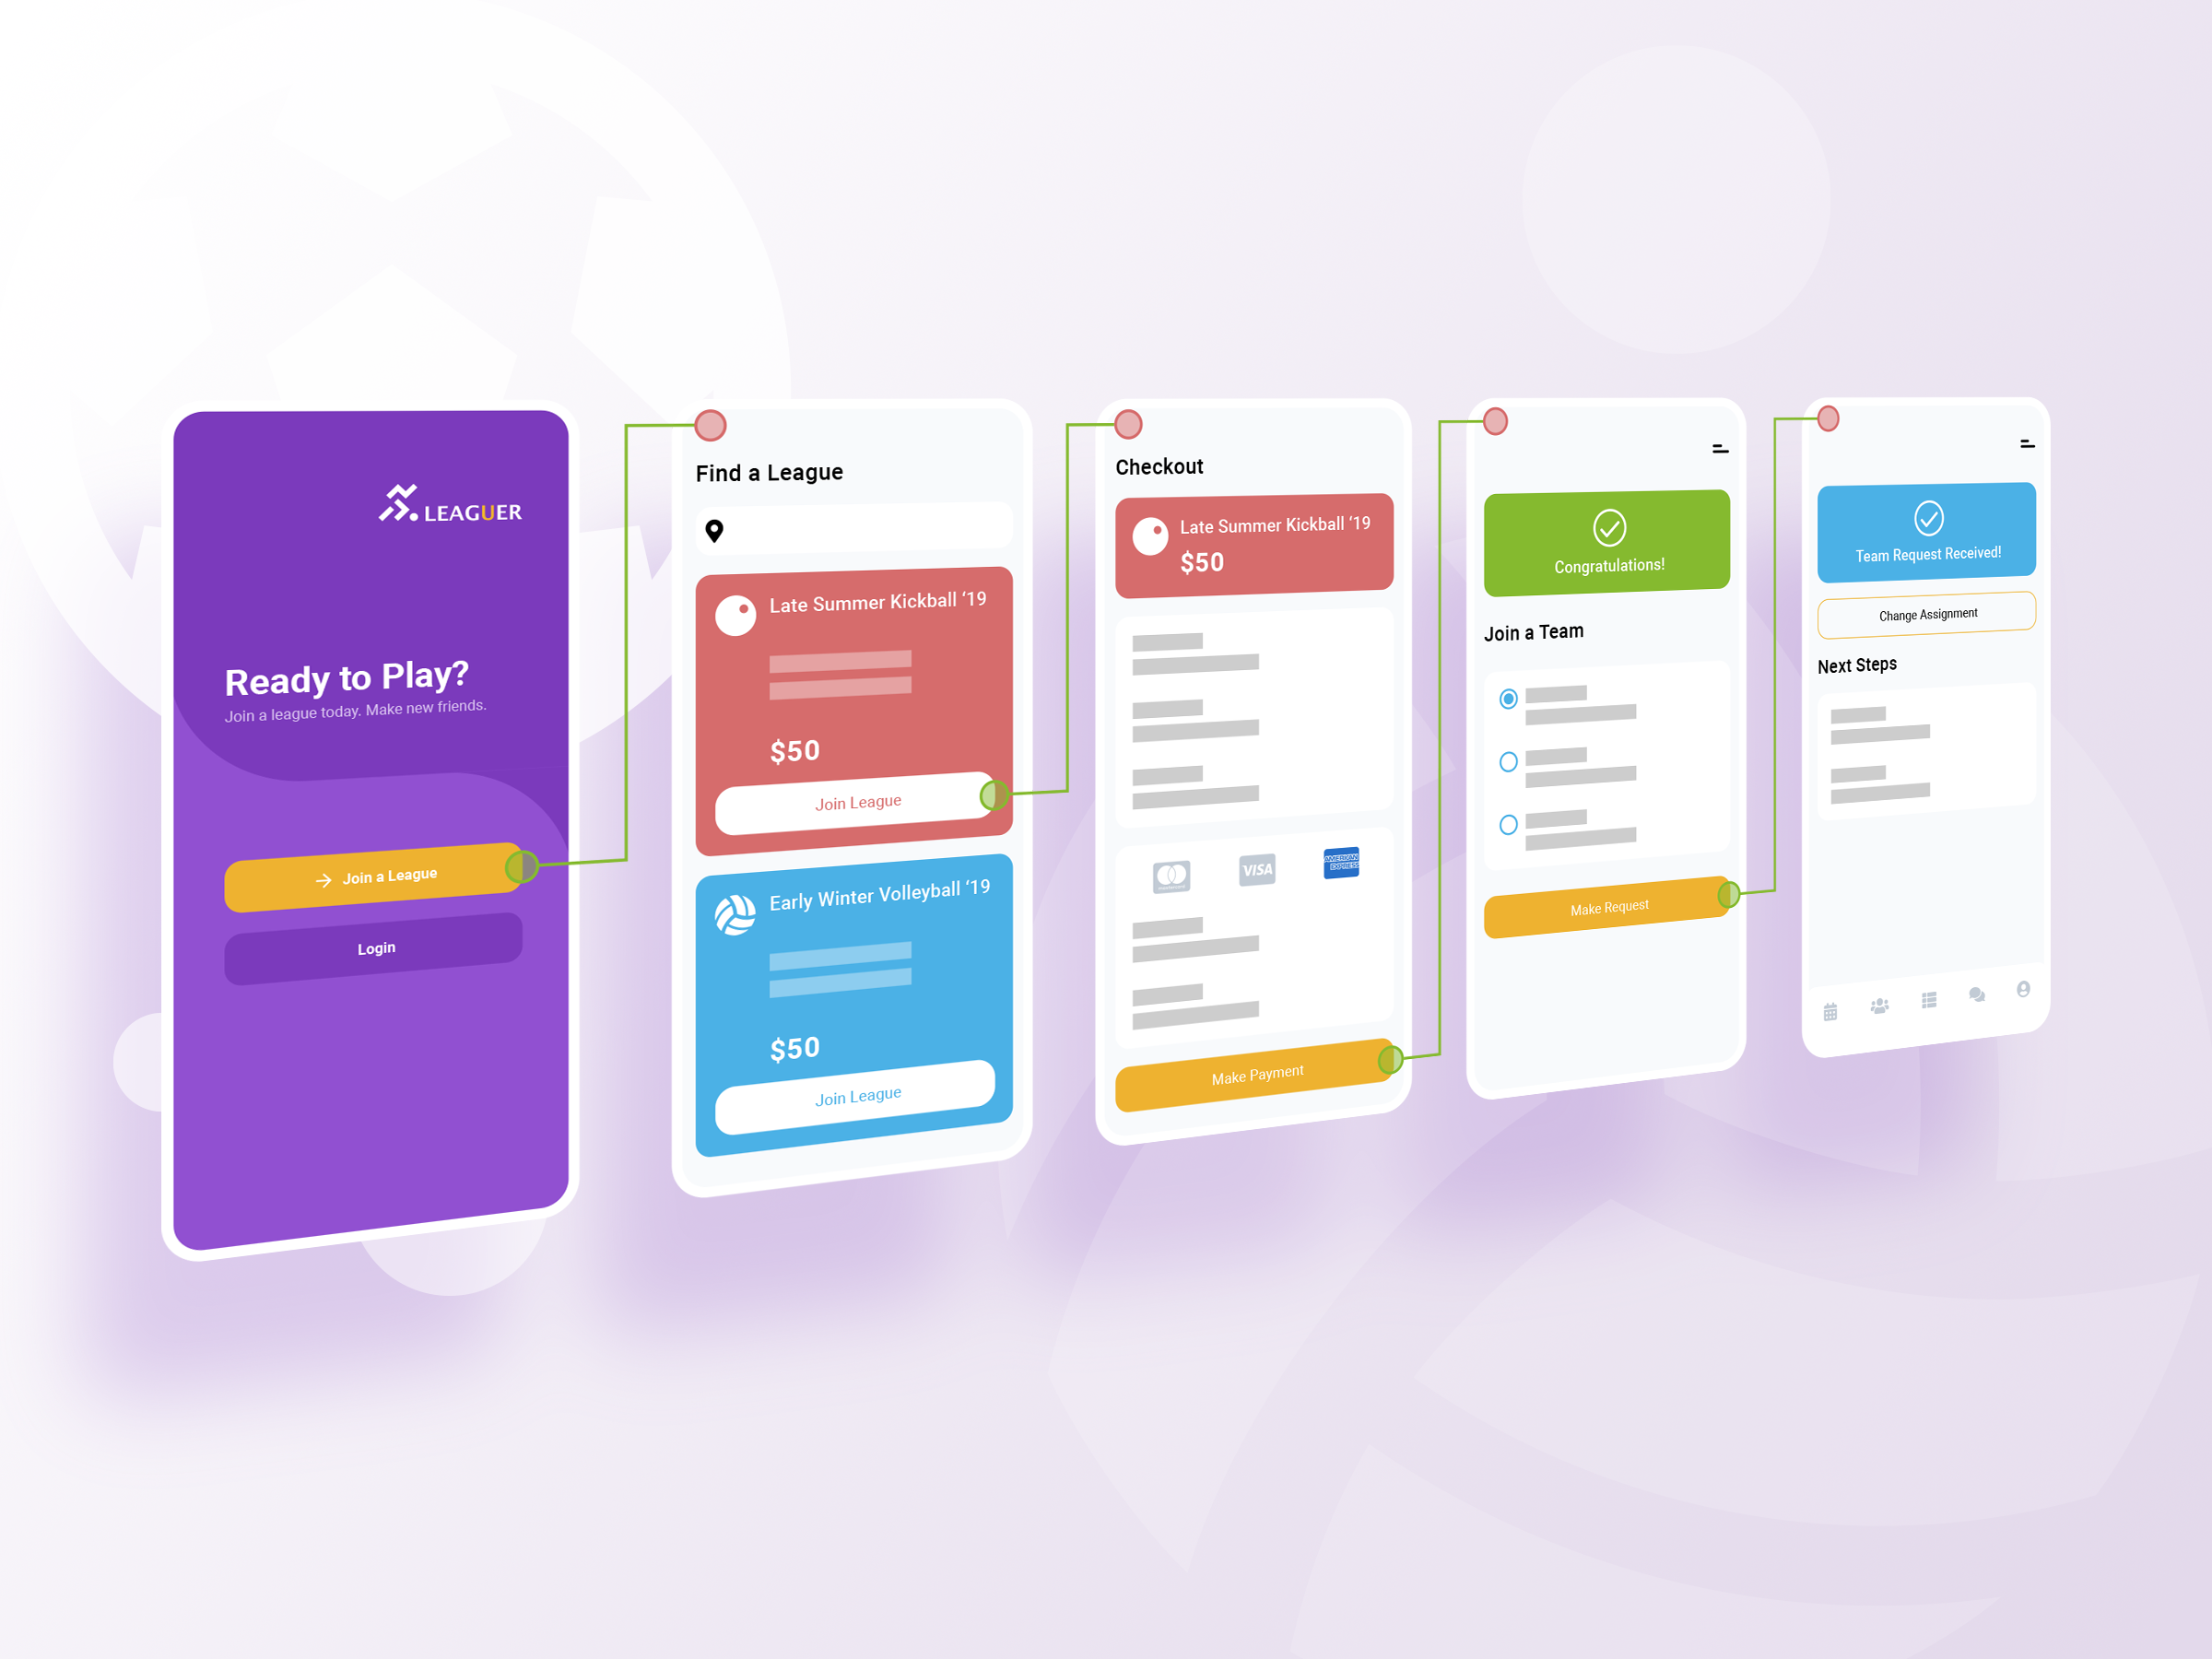 LEAGUER
Ready to Play?
Join a league today. Make new friends.
Join a League
Login
Find a League
Late Summer Kickball ‘19
$50
Join League
Early Winter Volleyball ‘19
$50
Join League
Checkout
Late Summer Kickball ‘19
$50
VISA
AMERICAN
EXPRESS
Make Payment
Congratulations!
Join a Team
Make Request
Team Request Received!
Change Assignment
Next Steps